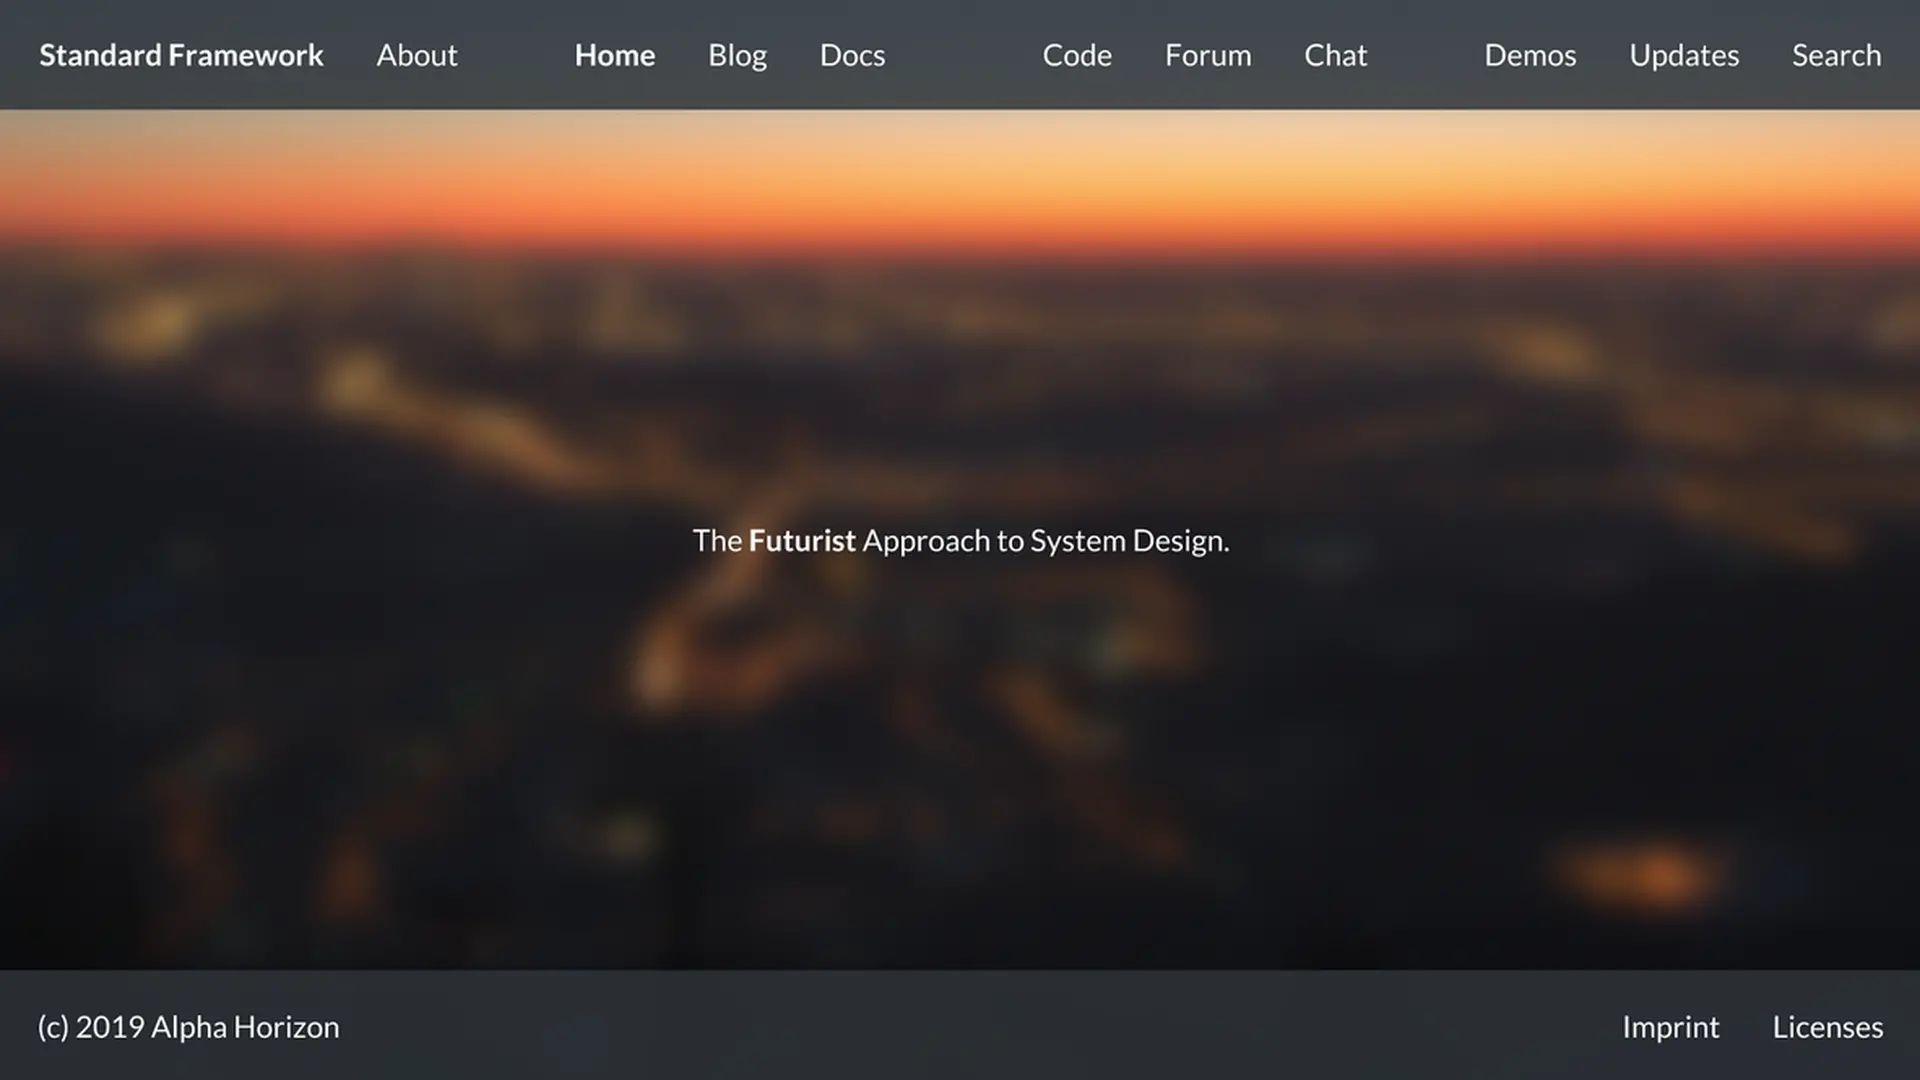 Standard Framework About Home Blog Docs Code Forum Chat Demos Updates Search
The Futurist Approach to System Design.
(c) 2019 Alpha Horizon Imprint Licenses